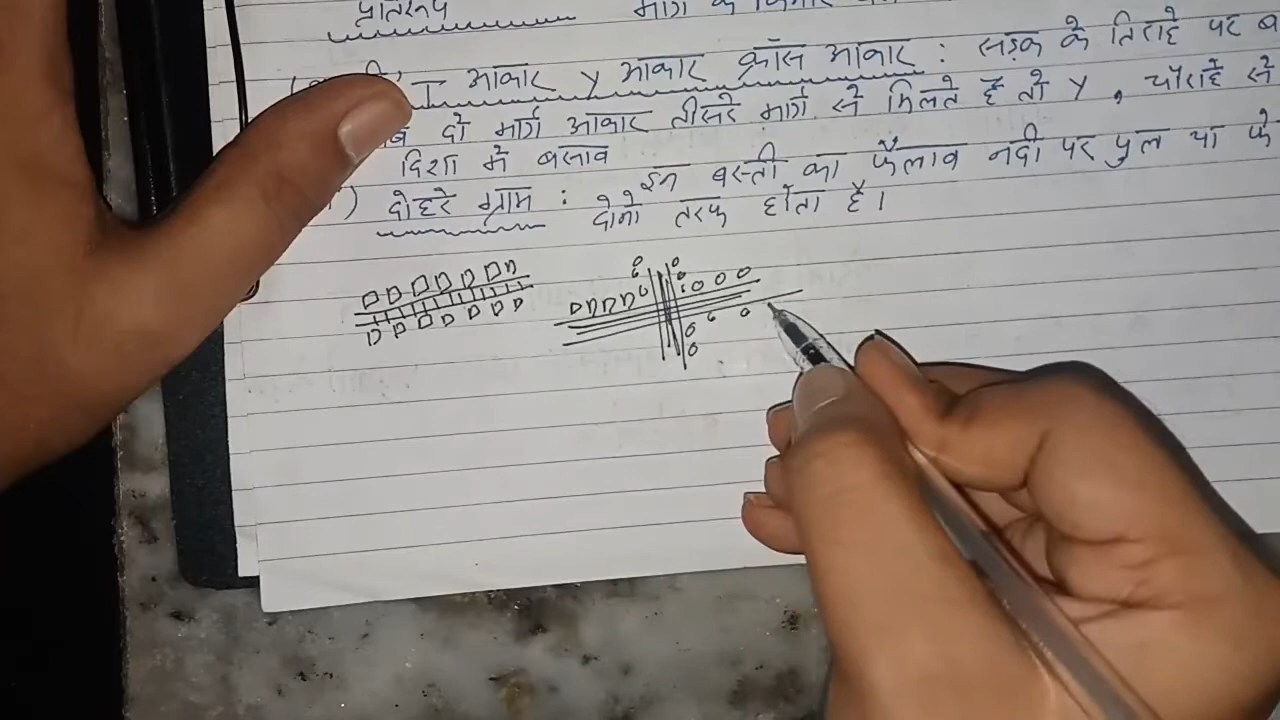 प्रतिरूप मार्ग के किनार
T आकार Y आकार क्रॉस आकार : सड़क के तिराहे पर ब
दो मार्ग आकार तीसरे मार्ग से मिलते हैं तो Y , चौराहे से
दिशा में बसाव
) दोहरे ग्राम : इन बस्ती का फैलाव नदी पर पुल या फे
दोनो तरफ होता है।